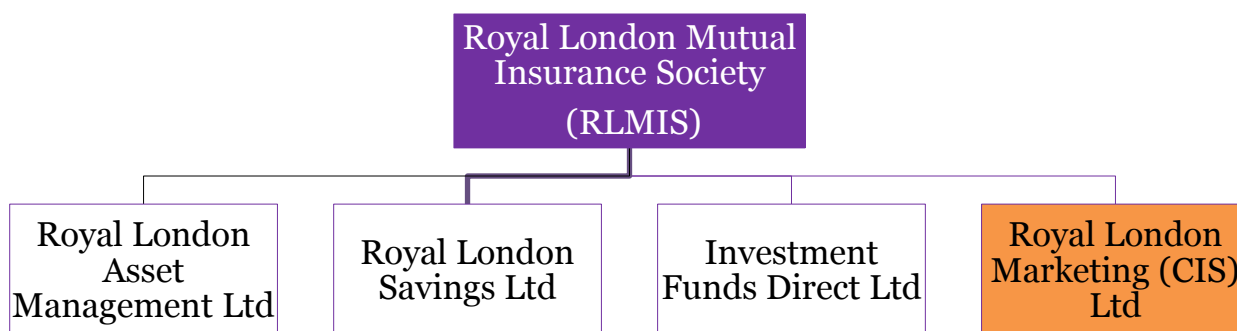 Royal London Mutual
Insurance Society
(RLMIS)
Royal London
Asset
Management Ltd
Royal London
Savings Ltd
Investment
Funds Direct Ltd
Royal London
Marketing (CIS)
Ltd